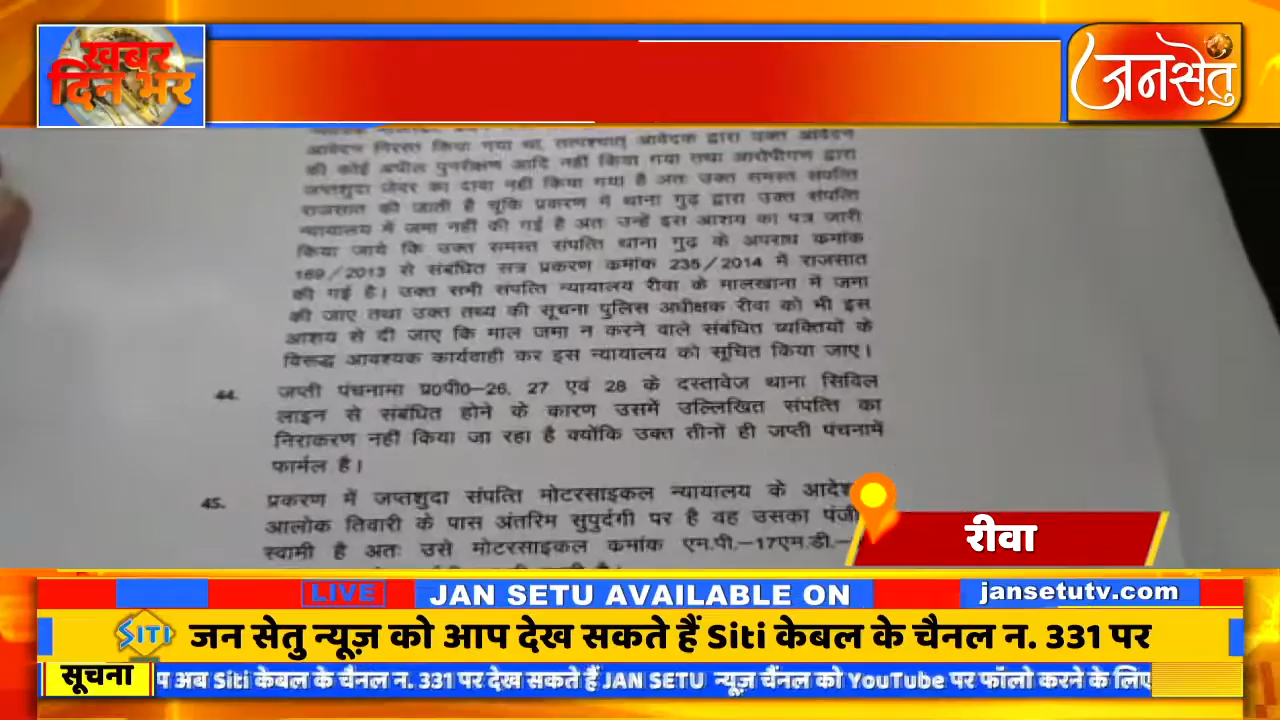 खबर
दिन भर
जनसेतु
आवेदन निरस्त किया गया था, तत्पश्चात् आवेदक द्वारा उक्त आवेदन
की कोई अपील पुनरीक्षण आदि नहीं किया गया तथा आरोपीगण द्वारा
जप्तशुदा जेवर का दावा नहीं किया गया है अतः उक्त समस्त संपत्ति
राजसात की जाती है चूंकि प्रकरण में थाना गुढ़ द्वारा उक्त संपत्ति
न्यायालय में जमा नहीं की गई है अतः उन्हें इस आशय का पत्र जारी
किया जाये कि उक्त समस्त संपत्ति थाना गुढ़ के अपराध कमांक
169/2013 से संबंधित सत्र प्रकरण कमांक 235/2014 में राजसात
की गई है। उक्त सभी संपत्ति न्यायालय रीवा के मालखाना में जमा
की जाए तथा उक्त तथ्य की सूचना पुलिस अधीक्षक रीवा को भी इस
आशय से दी जाए कि माल जमा न करने वाले संबंधित व्यक्तियों के
विरूद्ध आवश्यक कार्यवाही कर इस न्यायालय को सूचित किया जाए।
44. जप्ती पंचनामा प्र0पी0-26, 27 एवं 28 के दस्तावेज थाना सिविल
लाइन से संबंधित होने के कारण उसमें उल्लिखित संपत्ति का
निराकरण नहीं किया जा रहा है क्योंकि उक्त तीनों ही जप्ती पंचनामें
फार्मल है।
45. प्रकरण में जप्तशुदा संपत्ति मोटरसाइकल न्यायालय के आदेश
आलोक तिवारी के पास अंतरिम सुपुर्दगी पर है वह उसका
स्वामी है अतः उसे मोटरसाइकल कमांक एम.पी.-17एम.डी.-
रीवा
LIVE JAN SETU AVAILABLE ON jansetutv.com
SITI जन सेतु न्यूज़ को आप देख सकते हैं Siti केबल के चैनल न. 331 पर
सूचना अब Siti केबल के चैनल न. 331 पर देख सकते हैं JAN SETU न्यूज़ चैंनल को YouTube पर फॉलो करने के लिए